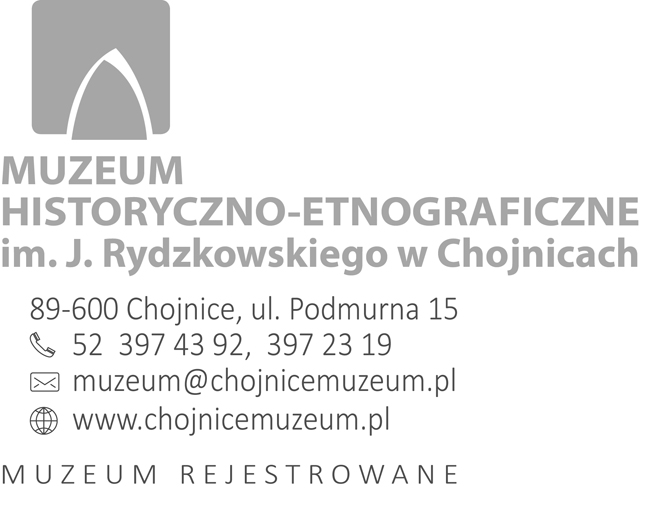 MUZEUM
HISTORYCZNO-ETNOGRAFICZNE
im. J. Rydzkowskiego w Chojnicach
89-600 Chojnice, ul. Podmurna 15
52 397 43 92, 397 23 19
muzeum@chojnicemuzeum.pl
www.chojnicemuzeum.pl
MUZEUM REJESTROWANE